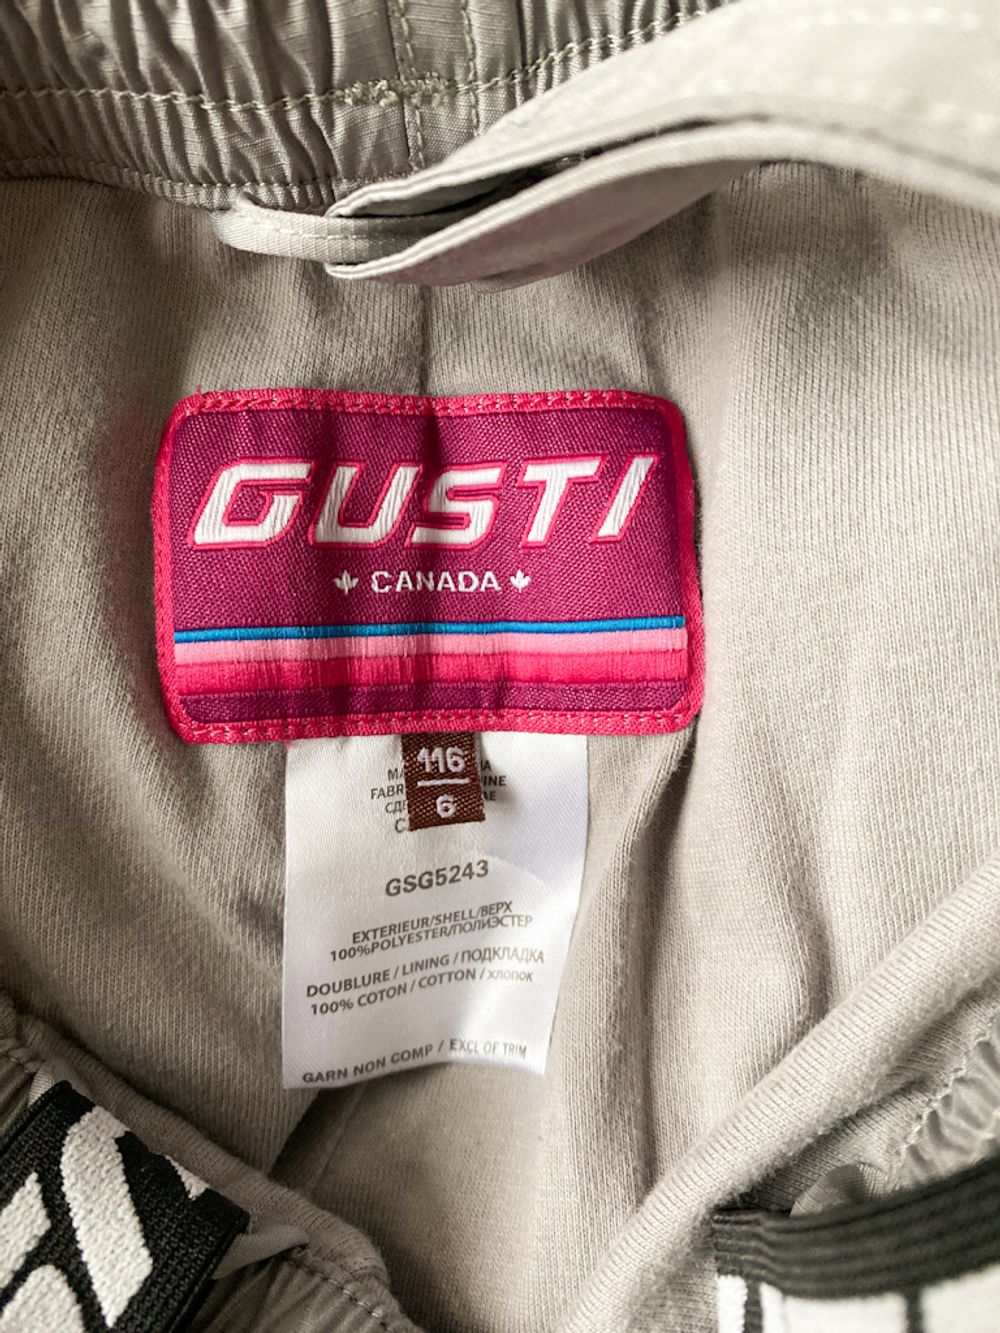 GUSTI
CANADA
116
6
GSG5243
EXTERIEUR/SHELL/ВЕРХ
100%POLYESTER/ПОЛИЭСТЕР
DOUBLURE / LINING / ПОДКЛАДКА
100% COTON / COTTON / хлопок
GARN NON COMP / EXCL OF TRIM